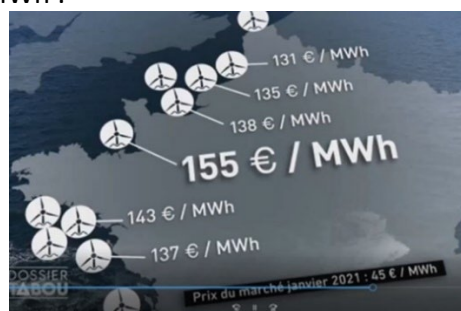 MWh :
131 € / MWh
135 € / MWh
138 € / MWh
155 € / MWh
143 € / MWh
137 € / MWh
DOSSIER
TABOU
Prix du marché janvier 2021 : 45 € / MWh